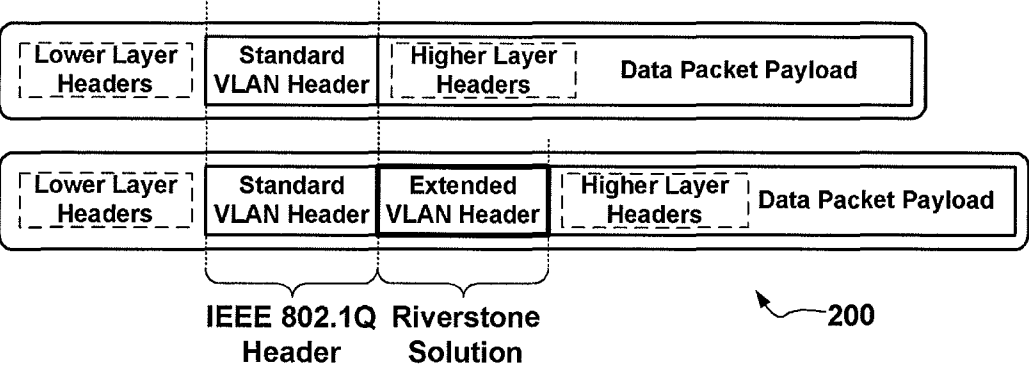 Lower Layer Headers
Standard VLAN Header
Higher Layer Headers
Data Packet Payload
Lower Layer Headers
Standard VLAN Header
Extended VLAN Header
Higher Layer Headers
Data Packet Payload
IEEE 802.1Q Header
Riverstone Solution
200